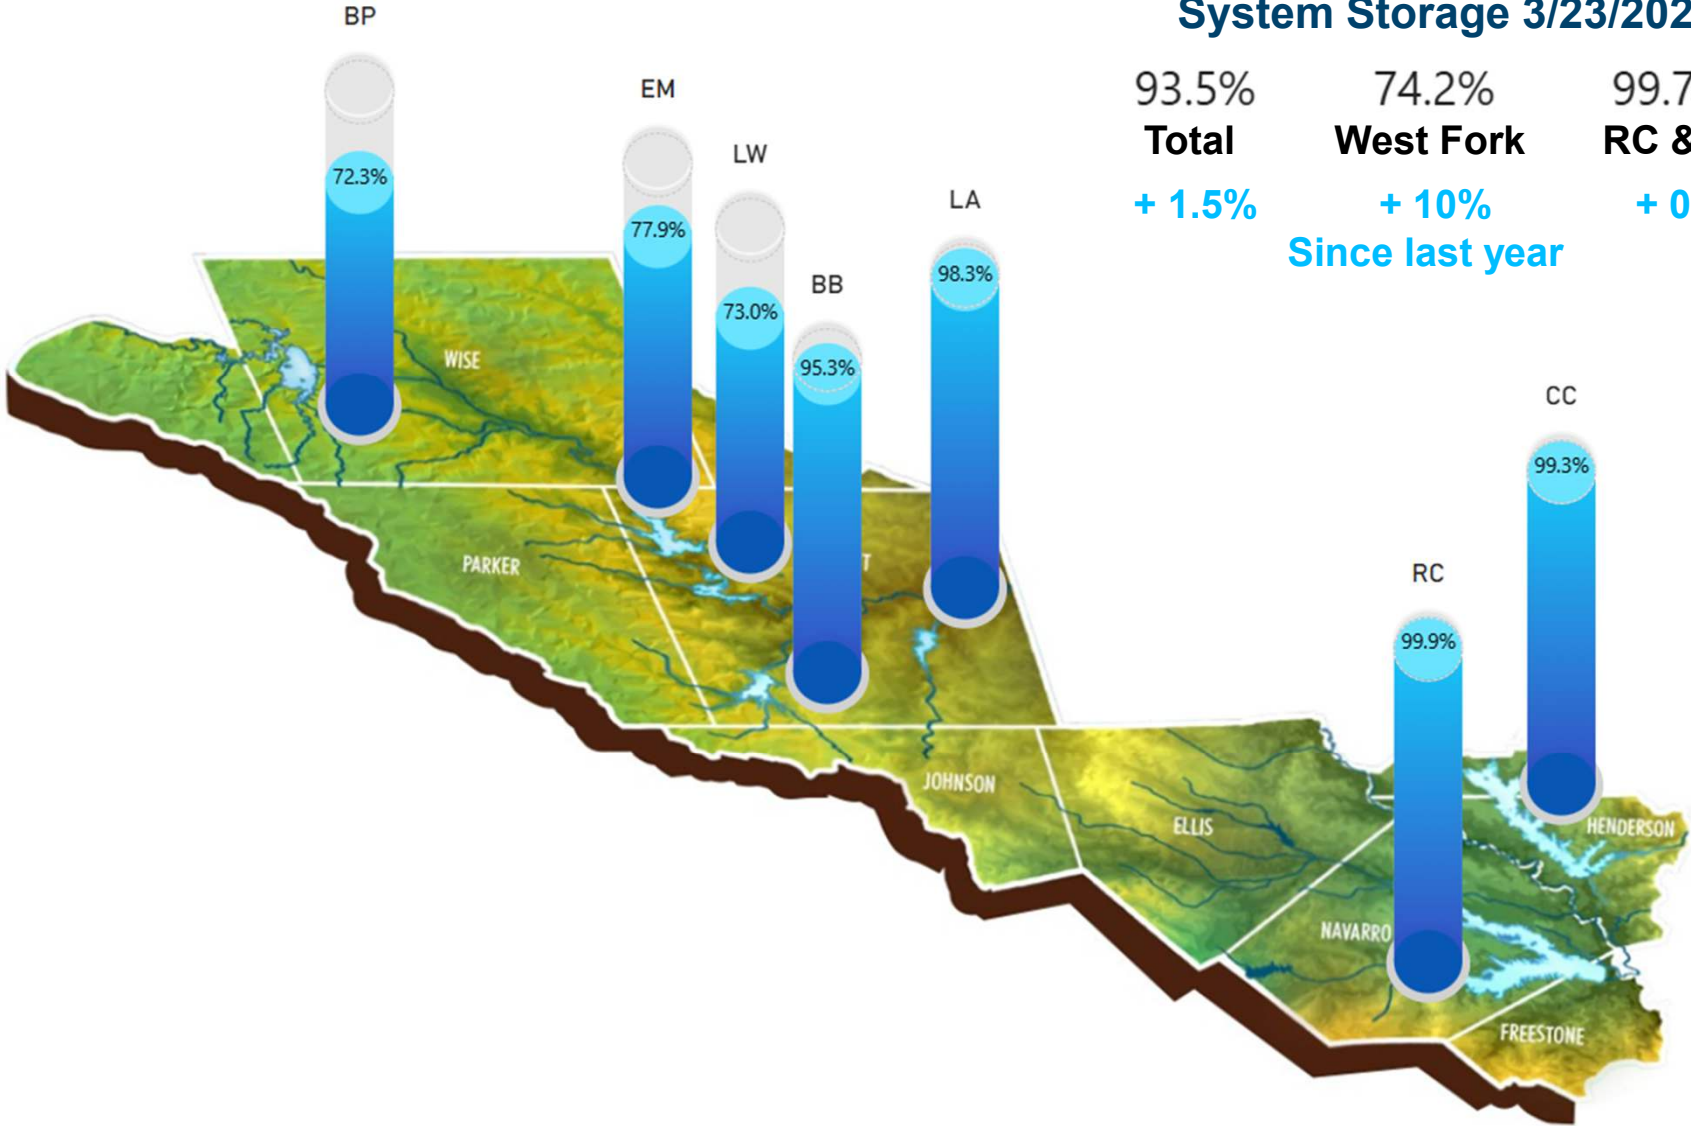 BP
System Storage 3/23/202
93.5%
74.2%
99.7
Total
West Fork
RC &
+ 1.5%
+ 10%
+ 0
Since last year
EM
LW
LA
BB
72.3%
77.9%
73.0%
95.3%
98.3%
WISE
CC
99.3%
PARKER
T
RC
99.9%
JOHNSON
ELLIS
HENDERSON
NAVARRO
FREESTONE